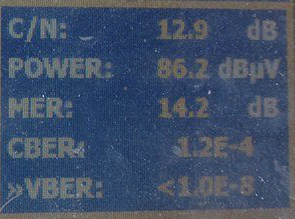 C/N: 12.9 dB
POWER: 86.2 dBµV
MER: 14.2 dB
CBER: 1.2E-4
»VBER: <1.0E-8